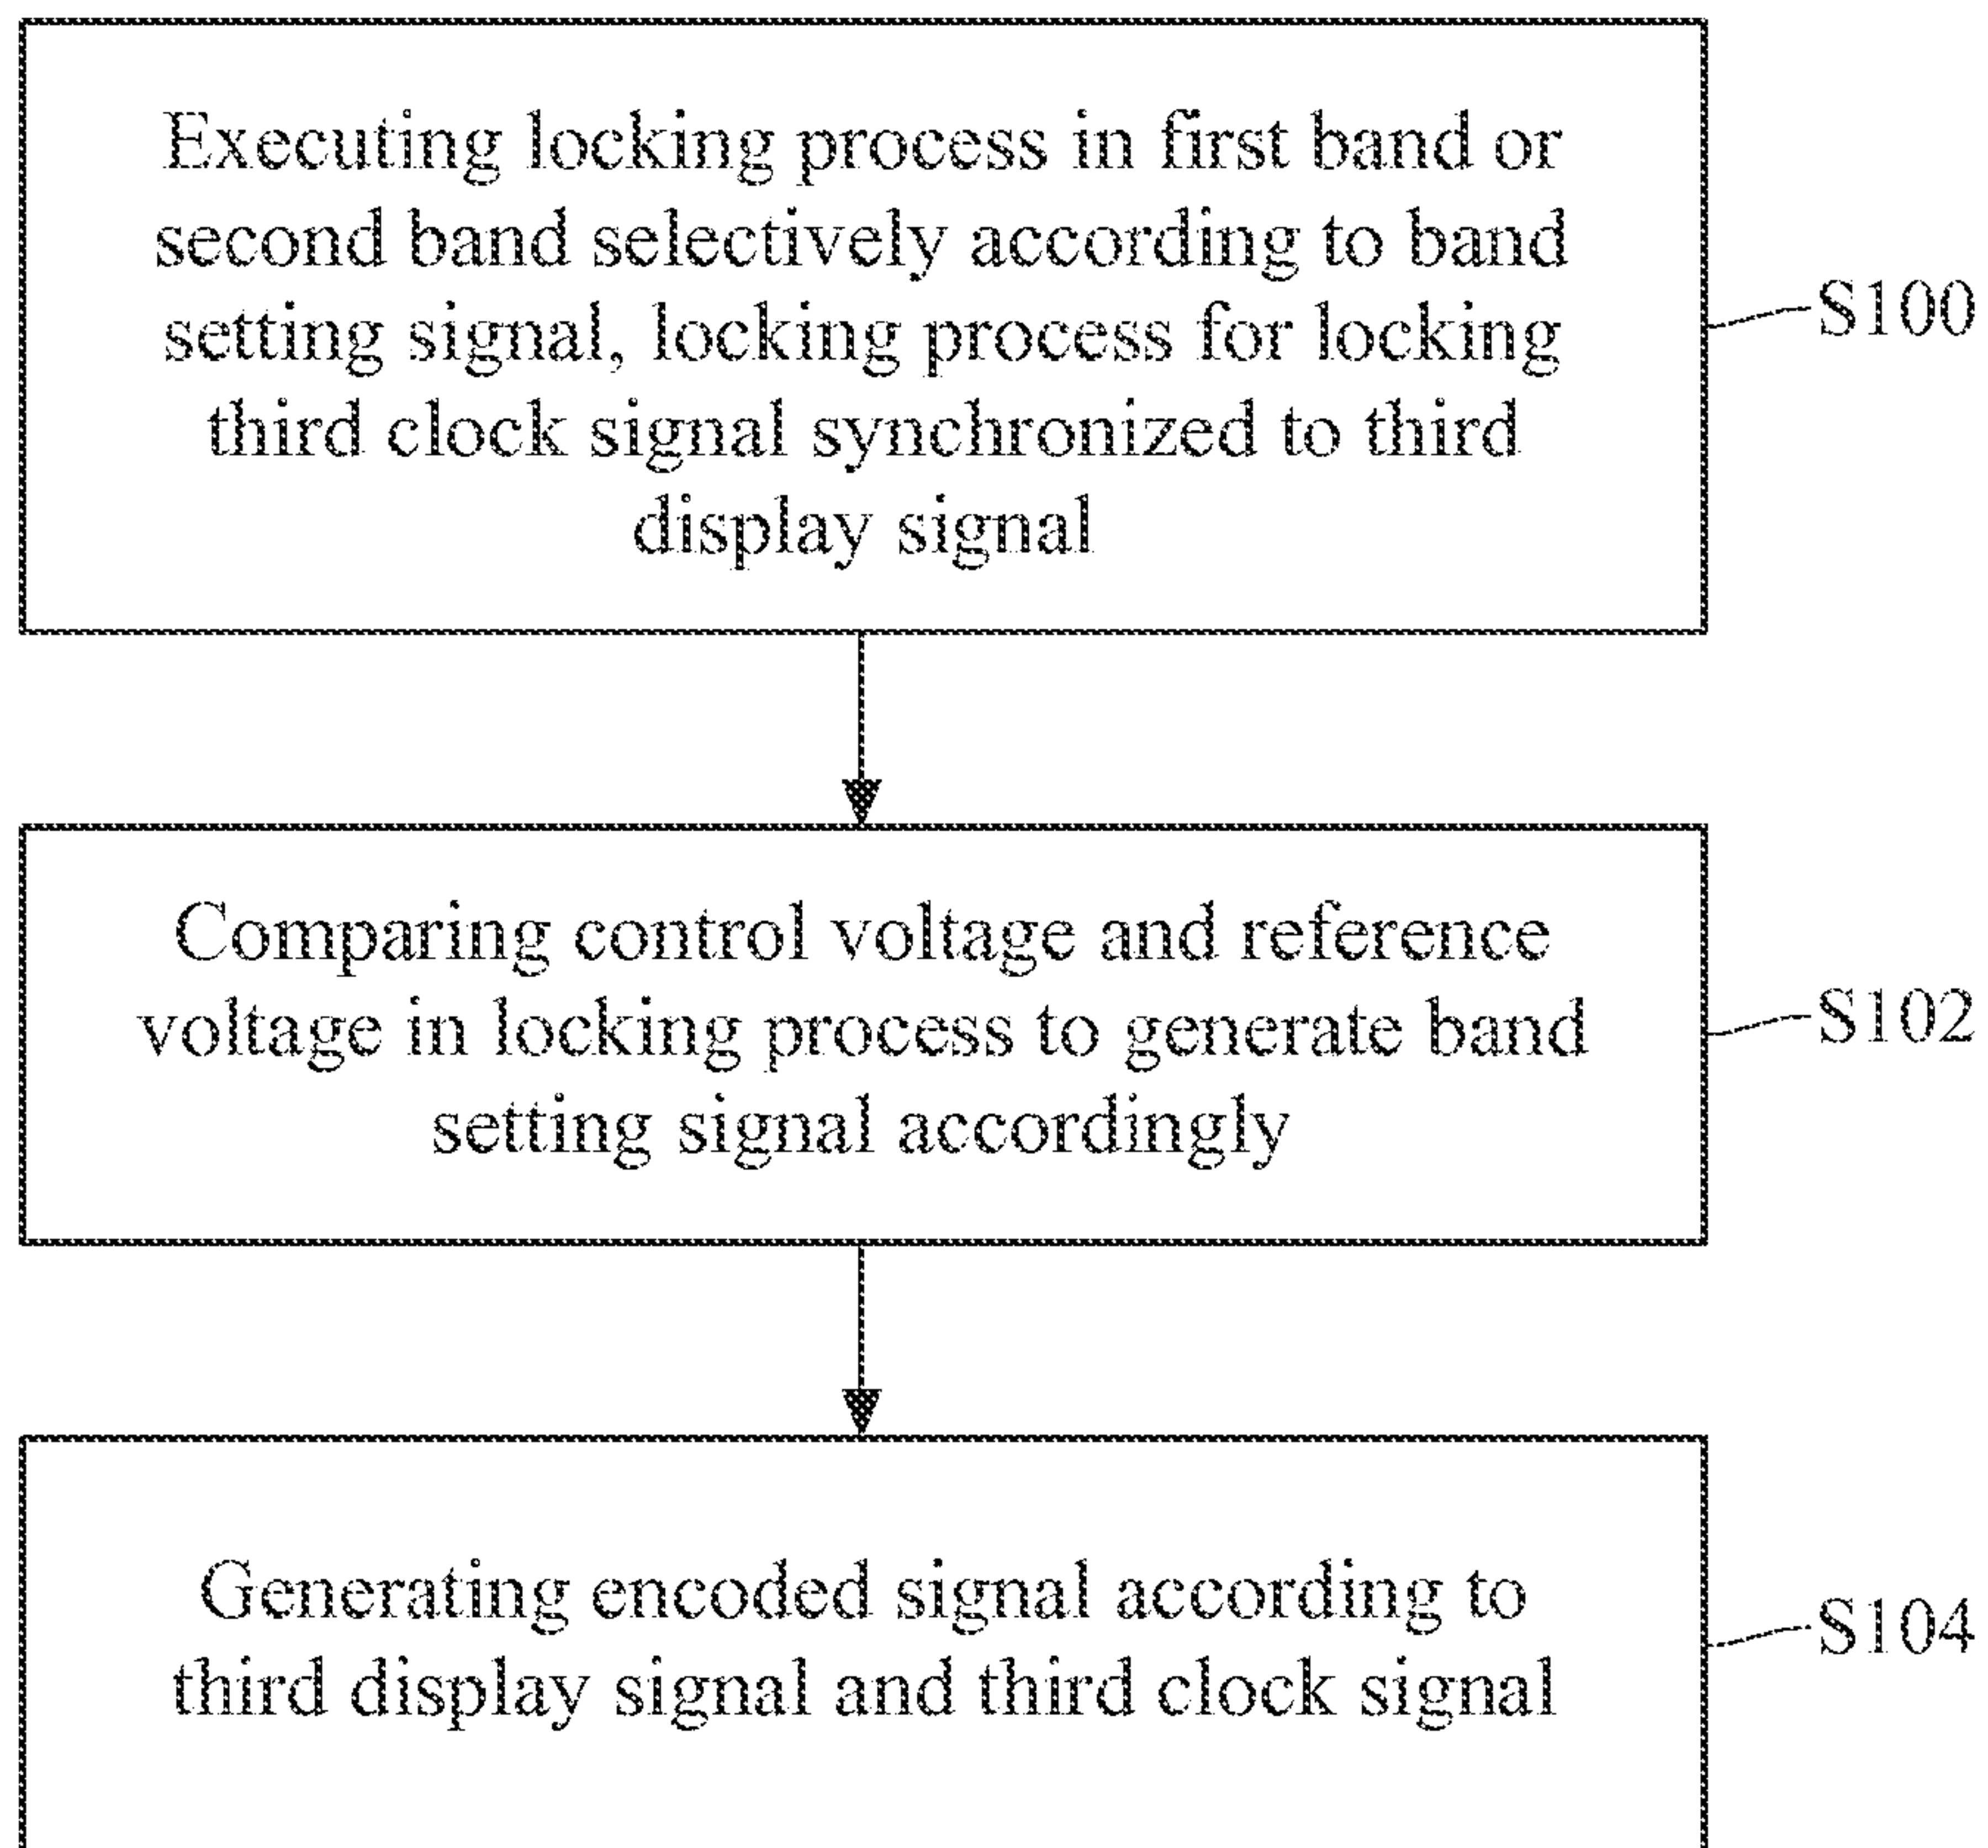 Executing locking process in first band or
second band selectively according to band
setting signal, locking process for locking
third clock signal synchronized to third
display signal
S100
Comparing control voltage and reference
voltage in locking process to generate band
setting signal accordingly
S102
Generating encoded signal according to
third display signal and third clock signal
S104